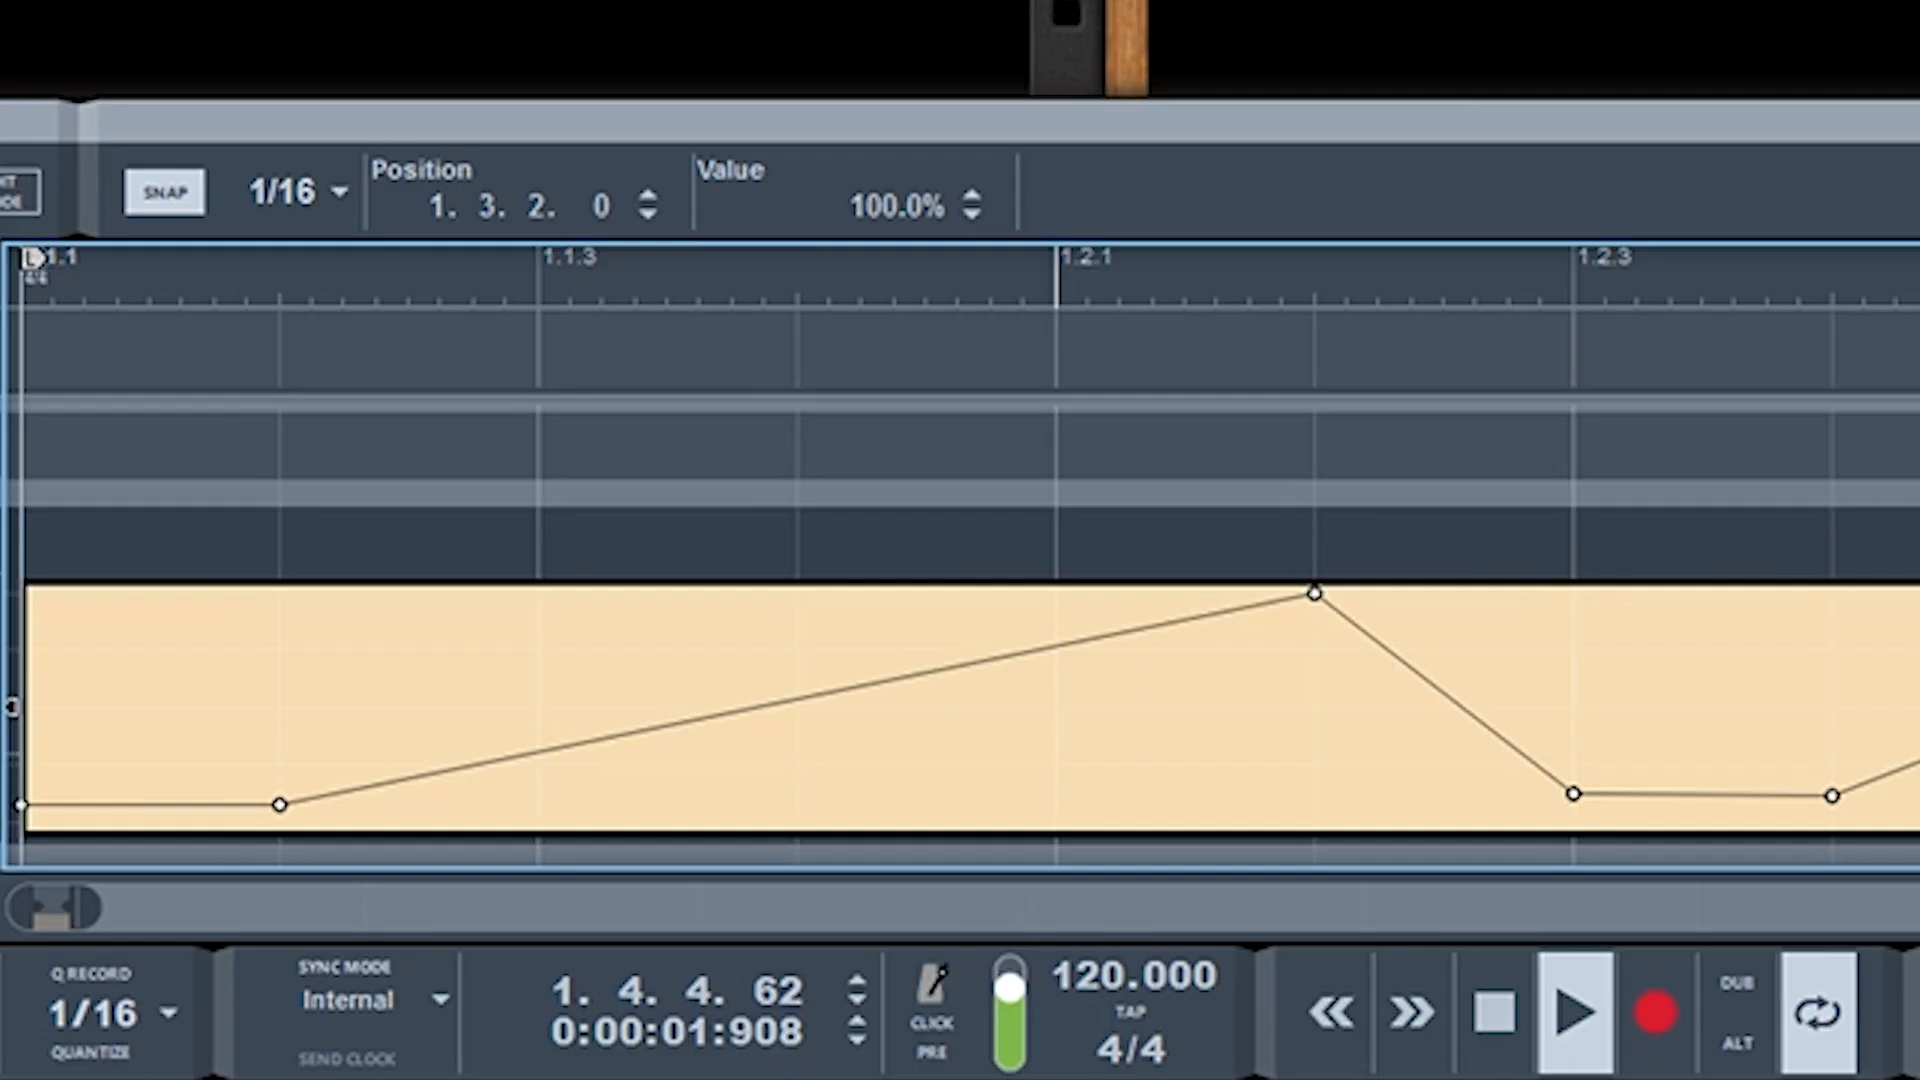 SNAP
1/16
Position
1. 3. 2. 0
Value
100.0%
1.1
4/4
1.1.3
1.2.1
1.2.3
Q RECORD
1/16
QUANTIZE
SYNC MODE
Internal
SEND CLOCK
1. 4. 4. 62
0:00:01:908
CLICK
PRE
120.000
TAP
4/4
DUB
ALT